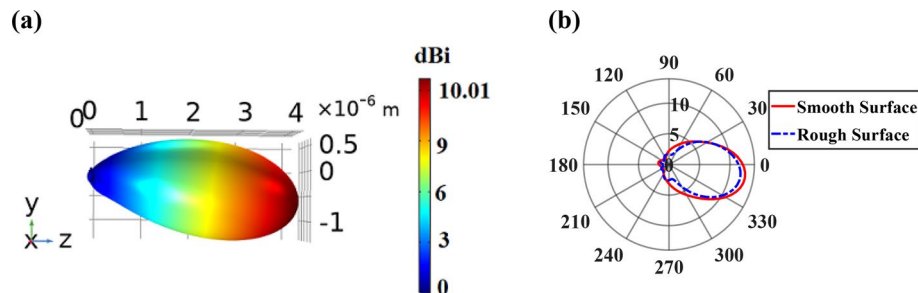 (a)
(b)
dBi
10.01
9
6
3
0
0
0 1 2 3 4 ×10⁻⁶ m
0.5
0
-1
y
x z
90
120 60
150 30
180 0
210 330
240 300
270
10
5
0
Smooth Surface
Rough Surface